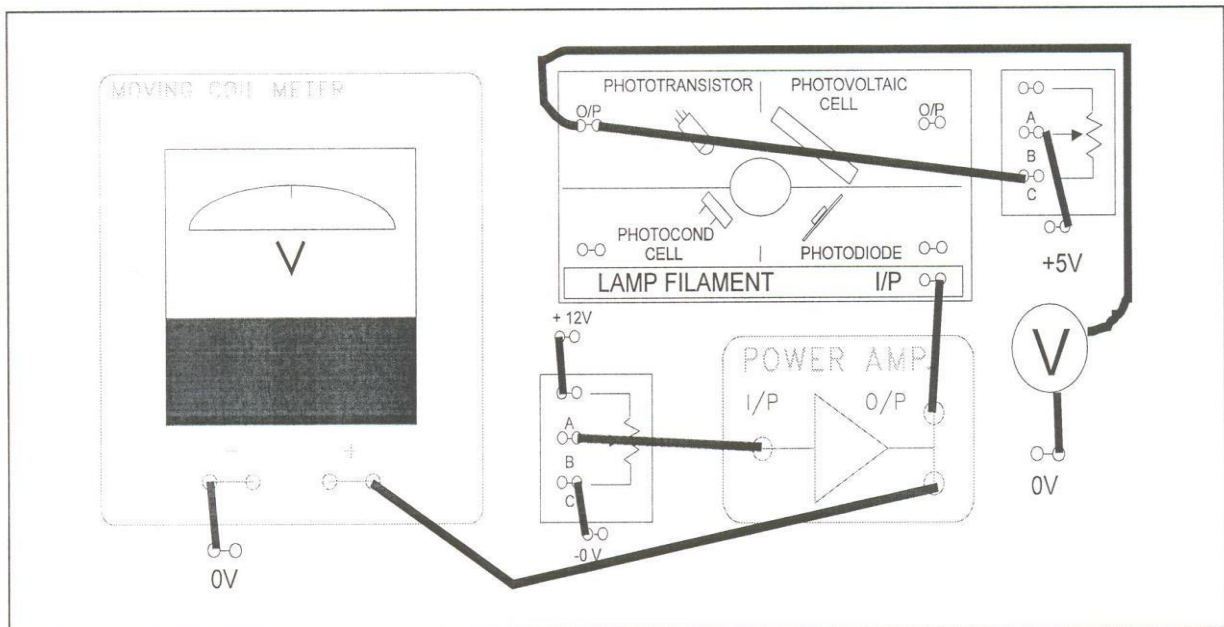 MOVING COIL METER
V
-
+
0V
PHOTOTRANSISTOR
PHOTOVOLTAIC
CELL
O/P
O/P
PHOTOCOND
CELL
PHOTODIODE
LAMP FILAMENT
I/P
A
B
C
+5V
V
0V
+ 12V
A
B
C
-0 V
POWER AMP.
I/P
O/P